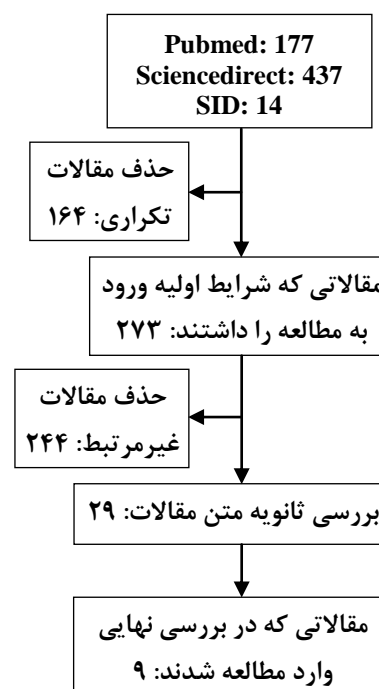 Pubmed: 177
Sciencedirect: 437
SID: 14
حذف مقالات
تکراری: ۱۶۴
مقالاتی که شرایط اولیه ورود
به مطالعه را داشتند: ۲۷۳
حذف مقالات
غیرمرتبط: ۲۴۴
بررسی ثانویه متن مقالات: ۲۹
مقالاتی که در بررسی نهایی
وارد مطالعه شدند: ۹